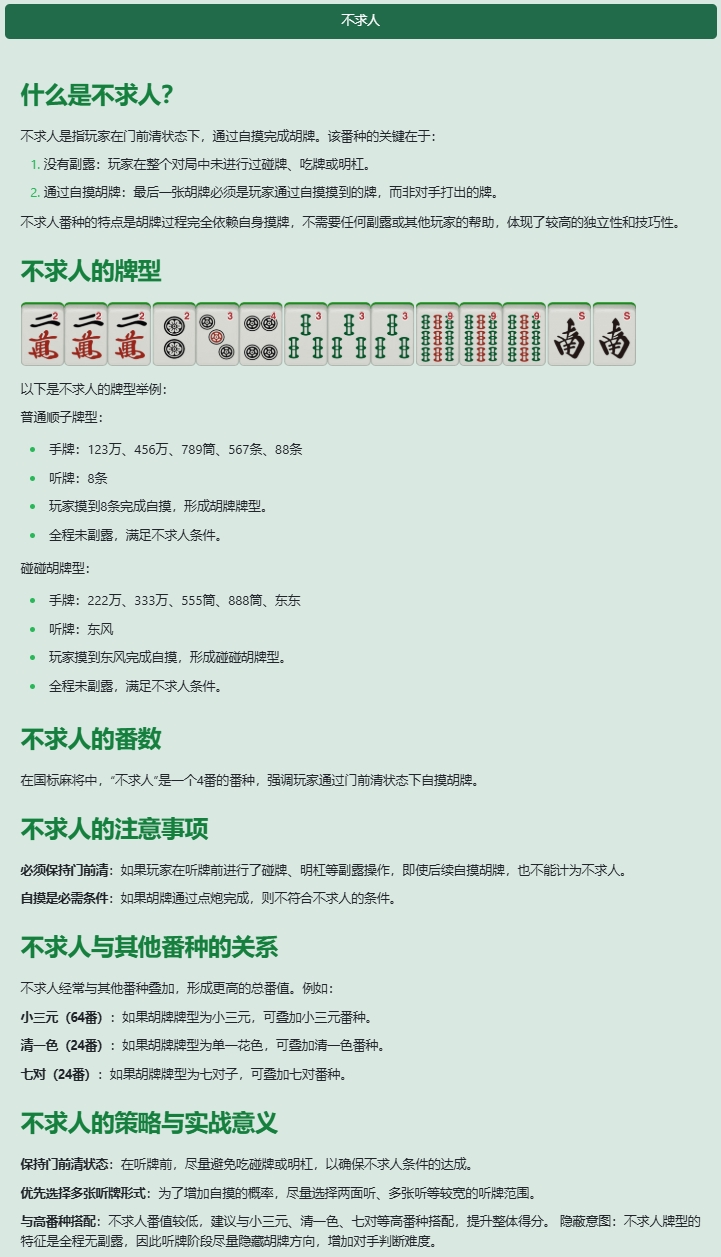 不求人
什么是不求人?
不求人是指玩家在门前清状态下，通过自摸完成胡牌。该番种的关键在于：
1. 没有副露：玩家在整个对局中未进行过碰牌、吃牌或明杠。
2. 通过自摸胡牌：最后一张胡牌必须是玩家通过自摸摸到的牌，而非对手打出的牌。
不求人番种的特点是胡牌过程完全依赖自身摸牌，不需要任何副露或其他玩家的帮助，体现了较高的独立性和技巧性。
不求人的牌型
二萬 2 二萬 2 二萬 2 2 3 4 3 3 3 9 9 9 南 S 南 S
以下是不求人的牌型举例：
普通顺子牌型：
手牌：123万、456万、789筒、567条、88条
听牌：8条
玩家摸到8条完成自摸，形成胡牌牌型。
全程未副露，满足不求人条件。
碰碰胡牌型：
手牌：222万、333万、555筒、888筒、东东
听牌：东风
玩家摸到东风完成自摸，形成碰碰胡牌型。
全程未副露，满足不求人条件。
不求人的番数
在国标麻将中，“不求人”是一个4番的番种，强调玩家通过门前清状态下自摸胡牌。
不求人的注意事项
必须保持门前清：如果玩家在听牌前进行了碰牌、明杠等副露操作，即使后续自摸胡牌，也不能计为不求人。
自摸是必需条件：如果胡牌通过点炮完成，则不符合不求人的条件。
不求人与其他番种的关系
不求人经常与其他番种叠加，形成更高的总番值。例如：
小三元（64番）：如果胡牌牌型为小三元，可叠加小三元番种。
清一色（24番）：如果胡牌牌型为单一花色，可叠加清一色番种。
七对（24番）：如果胡牌牌型为七对子，可叠加七对番种。
不求人的策略与实战意义
保持门前清状态：在听牌前，尽量避免吃碰牌或明杠，以确保不求人条件的达成。
优先选择多张听牌形式：为了增加自摸的概率，尽量选择两面听、多张听等较宽的听牌范围。
与高番种搭配：不求人番值较低，建议与小三元、清一色、七对等高番种搭配，提升整体得分。 隐蔽意图：不求人牌型的
特征是全程无副露，因此听牌阶段尽量隐藏胡牌方向，增加对手判断难度。